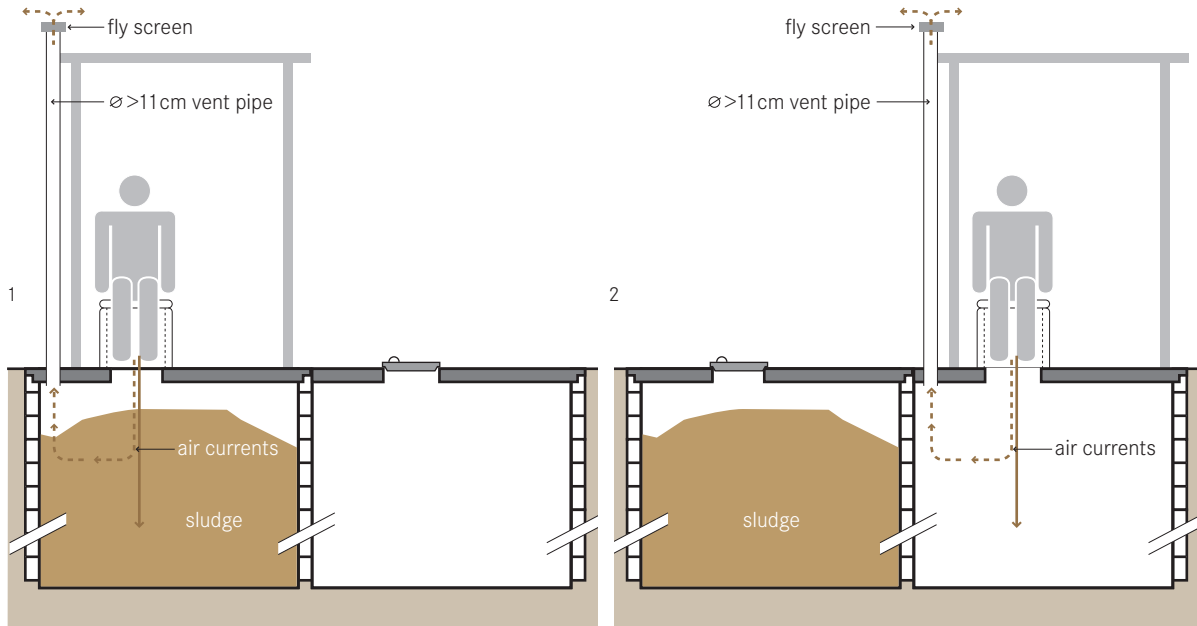 fly screen
⌀ >11cm vent pipe
1
air currents
sludge
fly screen
⌀ >11cm vent pipe
2
air currents
sludge